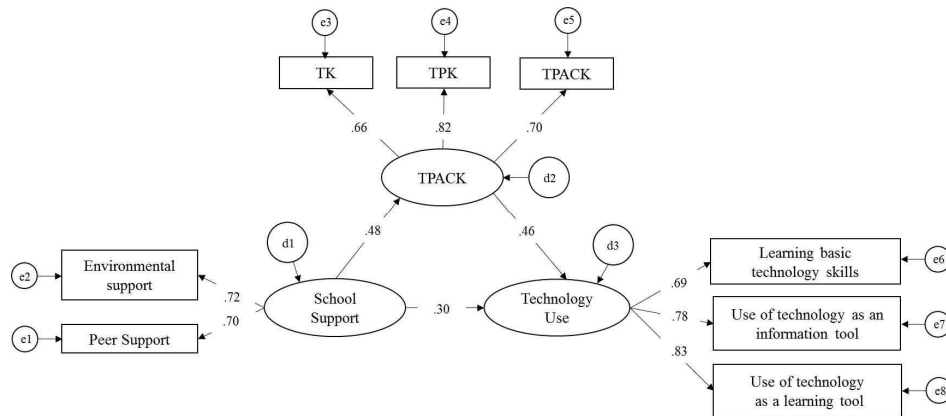 e3
e4
e5
TK
TPK
TPACK
.66
.82
.70
TPACK
d2
.48
.46
d1
d3
e2
Environmental
support
.72
.70
e1
Peer Support
School
Support
.30
Technology
Use
.69
.78
.83
Learning basic
technology skills
e6
Use of technology as an
information tool
e7
Use of technology
as a learning tool
e8